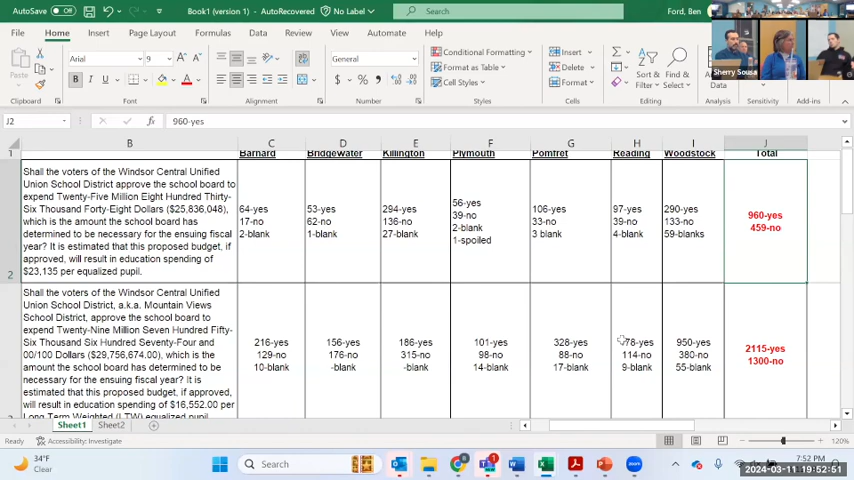 AutoSave Off
Book1 (version 1) - AutoRecovered
No Label
Search
Ford, Ben
Sherry Sousa
File Home Insert Page Layout Formulas Data Review View Automate Help Acrobat
Paste
Arial 9
Conditional Formatting
Format as Table
Cell Styles
Insert
Delete
Format
Sort & Filter
Find & Select
Clipboard Font Alignment Number Styles Cells Editing Analysis Sensitivity Add-ins
J2 fx 960-yes
B C D E F G H I J
1 Barnard Bridgewater Killington Plymouth Pomfret Reading Woodstock Total
2
Shall the voters of the Windsor Central Unified
Union School District approve the school board to
expend Twenty-Five Million Eight Hundred Thirty-
Six Thousand Forty-Eight Dollars ($25,836,048),
which is the amount the school board has
determined to be necessary for the ensuing fiscal
year? It is estimated that this proposed budget, if
approved, will result in education spending of
$23,135 per equalized pupil.
64-yes
17-no
2-blank
53-yes
62-no
1-blank
294-yes
136-no
27-blank
56-yes
39-no
2-blank
1-spoiled
106-yes
33-no
3 blank
97-yes
39-no
4-blank
290-yes
133-no
59-blanks
960-yes
459-no
Shall the voters of the Windsor Central Unified
Union School District, a.k.a. Mountain Views
School District, approve the school board to
expend Twenty-Nine Million Seven Hundred Fifty-
Six Thousand Six Hundred Seventy-Four and
00/100 Dollars ($29,756,674.00), which is the
amount the school board has determined to be
necessary for the ensuing fiscal year? It is
estimated that this proposed budget, if approved,
will result in education spending of $16,552.00 per
Long Term Weighted (LTW) equalized pupil.
216-yes
129-no
10-blank
156-yes
176-no
-blank
186-yes
315-no
-blank
101-yes
98-no
14-blank
328-yes
88-no
17-blank
78-yes
114-no
9-blank
950-yes
380-no
55-blank
2115-yes
1300-no
Sheet1 Sheet2
Ready Accessibility: Investigate
120%
34°F
Clear
Search
7:52 PM
2024-03-11 19:52:51